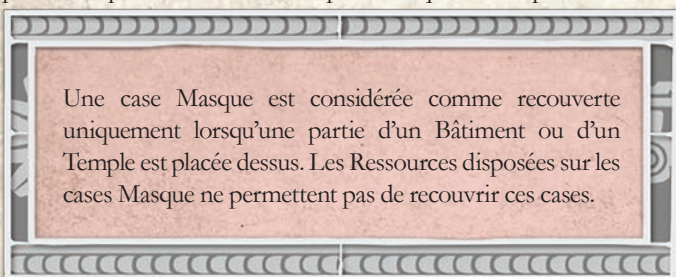 Une case Masque est considérée comme recouverte
uniquement lorsqu'une partie d'un Bâtiment ou d'un
Temple est placée dessus. Les Ressources disposées sur les
cases Masque ne permettent pas de recouvrir ces cases.